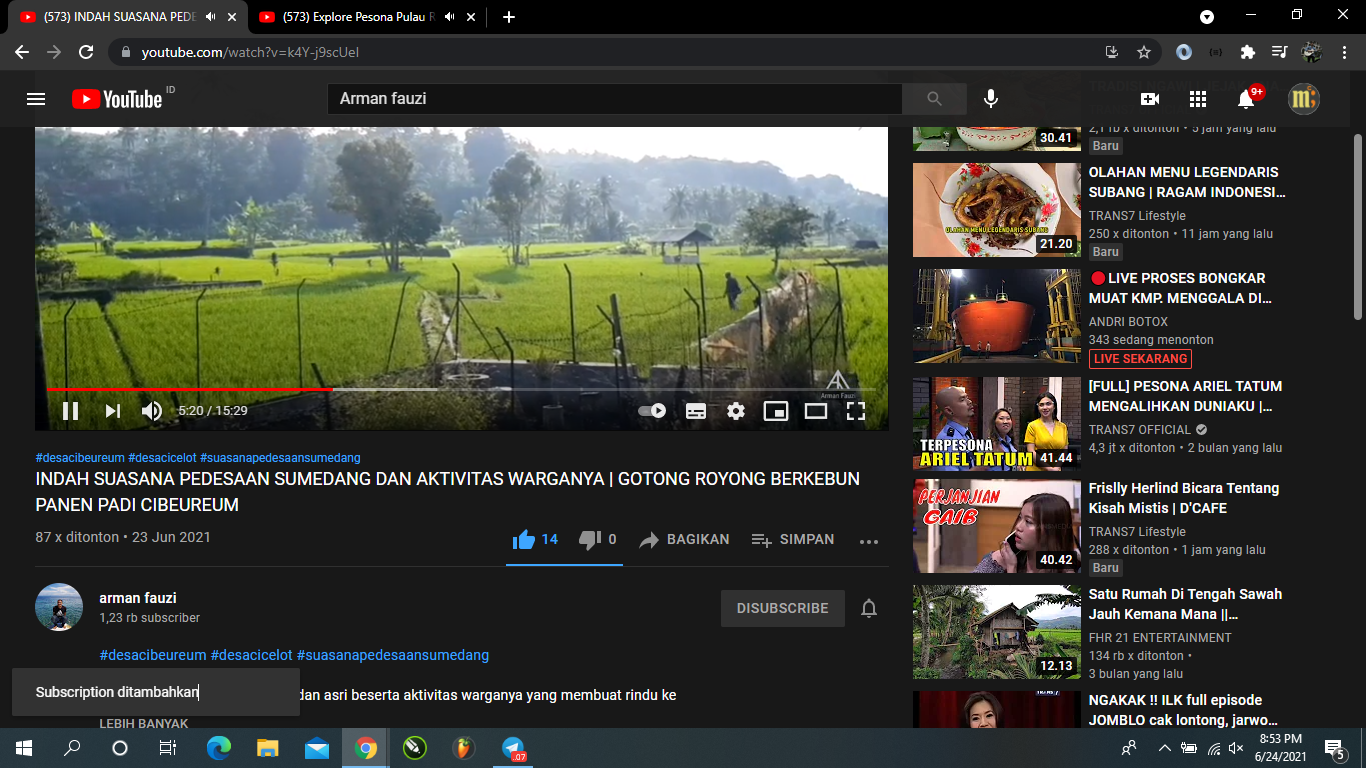 (573) INDAH SUASANA PEDE
(573) Explore Pesona Pulau R
youtube.com/watch?v=k4Y-j9scUeI
YouTube ID
Arman fauzi
9+
30.41
2,1 rb x ditonton • 5 jam yang lalu
Baru
OLAHAN MENU LEGENDARIS
SUBANG | RAGAM INDONESI...
TRANS7 Lifestyle
250 x ditonton • 11 jam yang lalu
Baru
OLAHAN MENU LEGENDARIS SUBANG
21.20
LIVE PROSES BONGKAR
MUAT KMP. MENGGALA DI...
ANDRI BOTOX
343 sedang menonton
LIVE SEKARANG
[FULL] PESONA ARIEL TATUM
MENGALIHKAN DUNIAKU |...
TRANS7 OFFICIAL
4,3 jt x ditonton • 2 bulan yang lalu
TERPESONA
ARIEL TATUM
41.44
Frislly Herlind Bicara Tentang
Kisah Mistis | D'CAFE
TRANS7 Lifestyle
288 x ditonton • 1 jam yang lalu
Baru
PERJANJIAN
GAIB
40.42
Satu Rumah Di Tengah Sawah
Jauh Kemana Mana ||...
FHR 21 ENTERTAINMENT
134 rb x ditonton •
3 bulan yang lalu
12.13
NGAKAK !! ILK full episode
JOMBLO cak lontong, jarwo...
Arman Fauzi
5:20 / 15:29
#desacibeureum #desacicelot #suasanapedesaansumedang
INDAH SUASANA PEDESAAN SUMEDANG DAN AKTIVITAS WARGANYA | GOTONG ROYONG BERKEBUN
PANEN PADI CIBEUREUM
87 x ditonton • 23 Jun 2021
14
0
BAGIKAN
SIMPAN
arman fauzi
1,23 rb subscriber
DISUBSCRIBE
#desacibeureum #desacicelot #suasanapedesaansumedang
dan asri beserta aktivitas warganya yang membuat rindu ke
Subscription ditambahkan
LEBIH BANYAK
.07
8:53 PM
6/24/2021
5